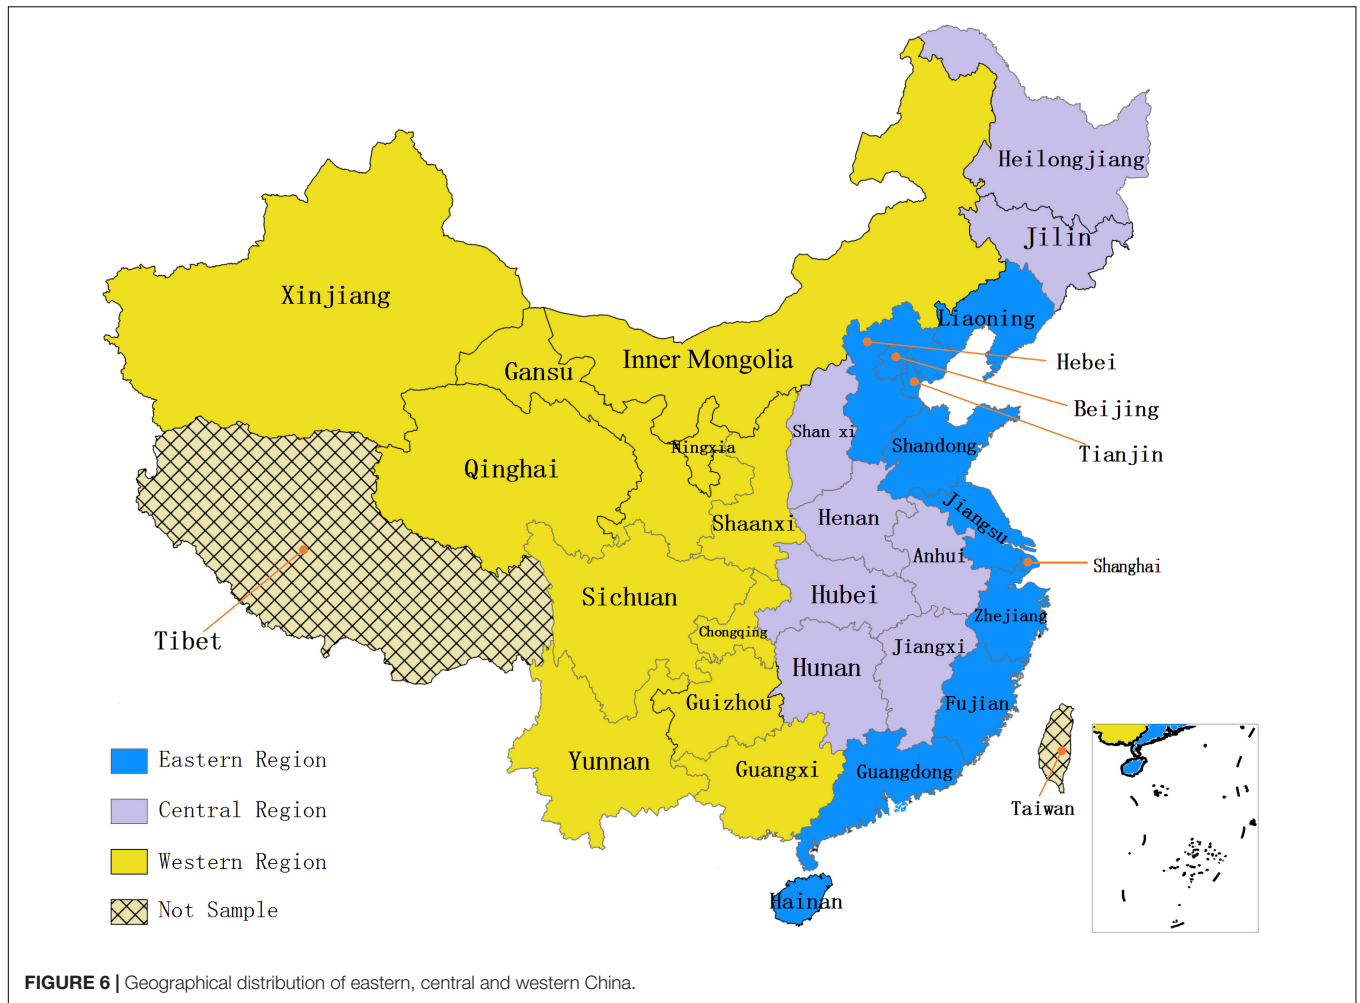 Heilongjiang
Jilin
Xinjiang
Liaoning
Inner Mongolia
Hebei
Gansu
Beijing
Shan xi
Shandong
Ningxia
Tianjin
Qinghai
Jiangsu
Henan
Shaanxi
Anhui
Shanghai
Sichuan
Hubei
Zhejiang
Chongqing
Tibet
Jiangxi
Hunan
Guizhou
Fujian
Eastern Region
Yunnan
Guangxi
Guangdong
Central Region
Taiwan
Western Region
Hainan
Not Sample
FIGURE 6 | Geographical distribution of eastern, central and western China.